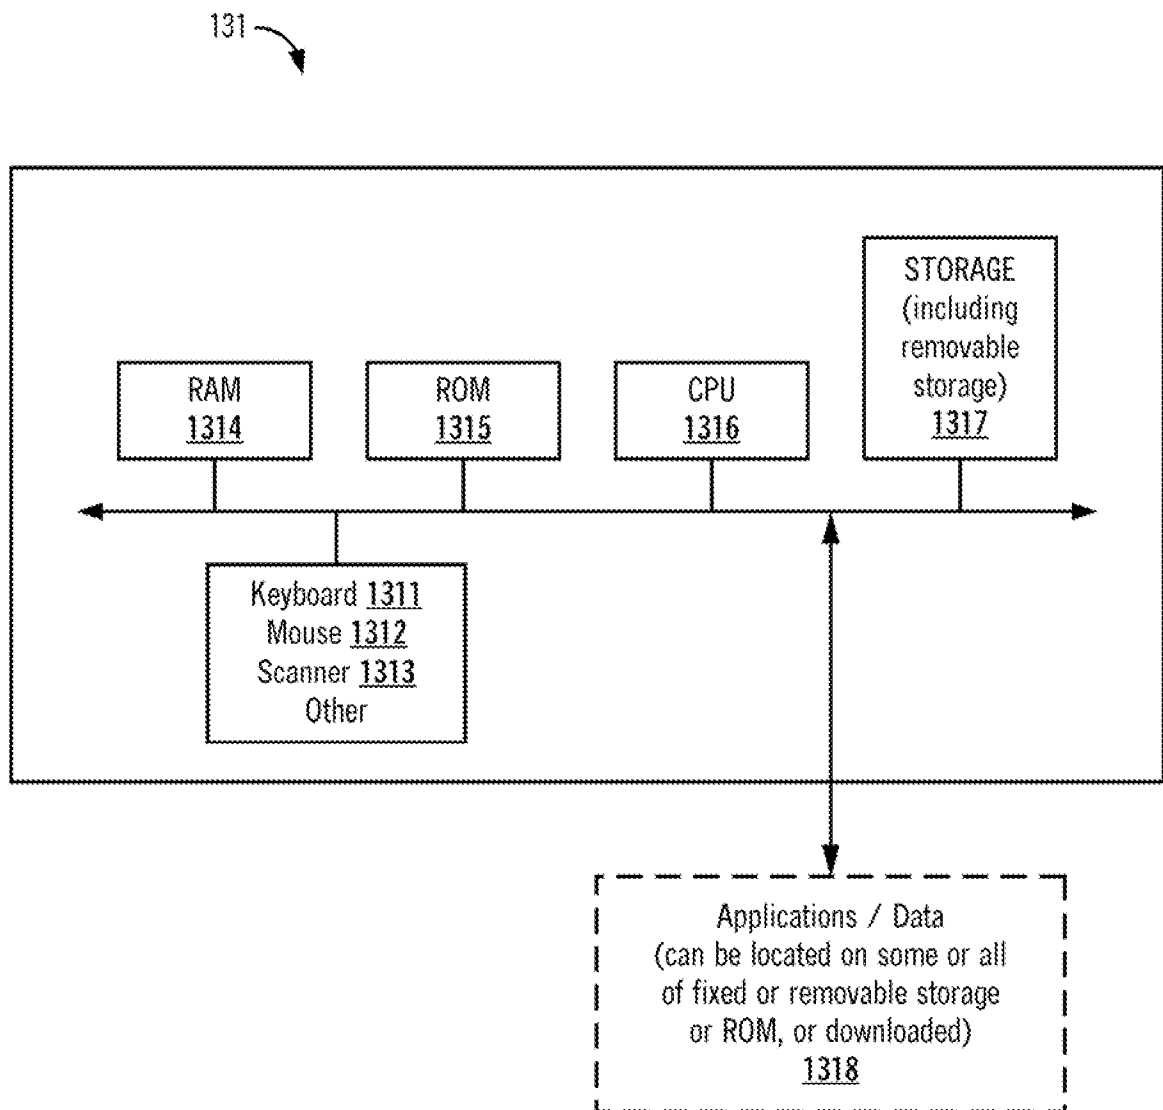 131
STORAGE
(including
removable
storage)
1317
RAM
1314
ROM
1315
CPU
1316
Keyboard 1311
Mouse 1312
Scanner 1313
Other
Applications / Data
(can be located on some or all
of fixed or removable storage
or ROM, or downloaded)
1318